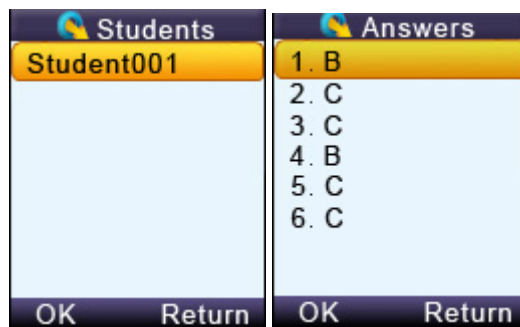 Students
Student001
OK Return
Answers
1. B
2. C
3. C
4. B
5. C
6. C
OK Return